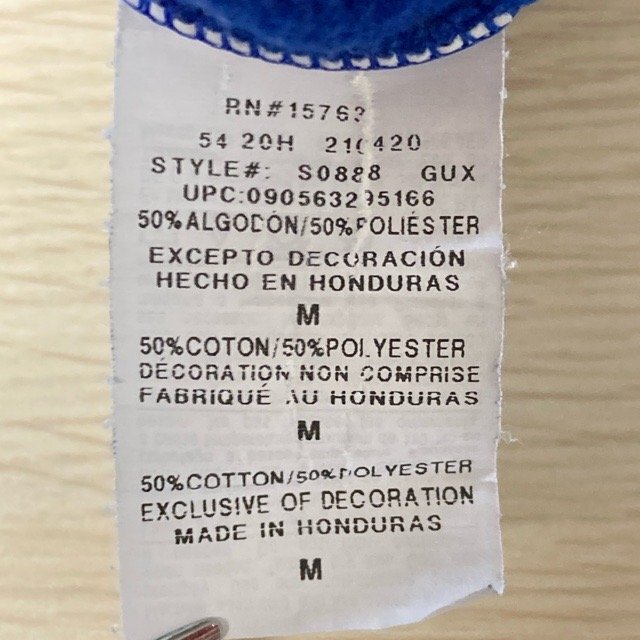 RN#15763
54 20H 210420
STYLE#: S0888 GUX
UPC:090563295166
50%ALGODÓN/50%POLIÉSTER
EXCEPTO DECORACIÓN
HECHO EN HONDURAS
M
50%COTON/50%POLYESTER
DÉCORATION NON COMPRISE
FABRIQUÉ AU HONDURAS
M
50%COTTON/50%POLYESTER
EXCLUSIVE OF DECORATION
MADE IN HONDURAS
M